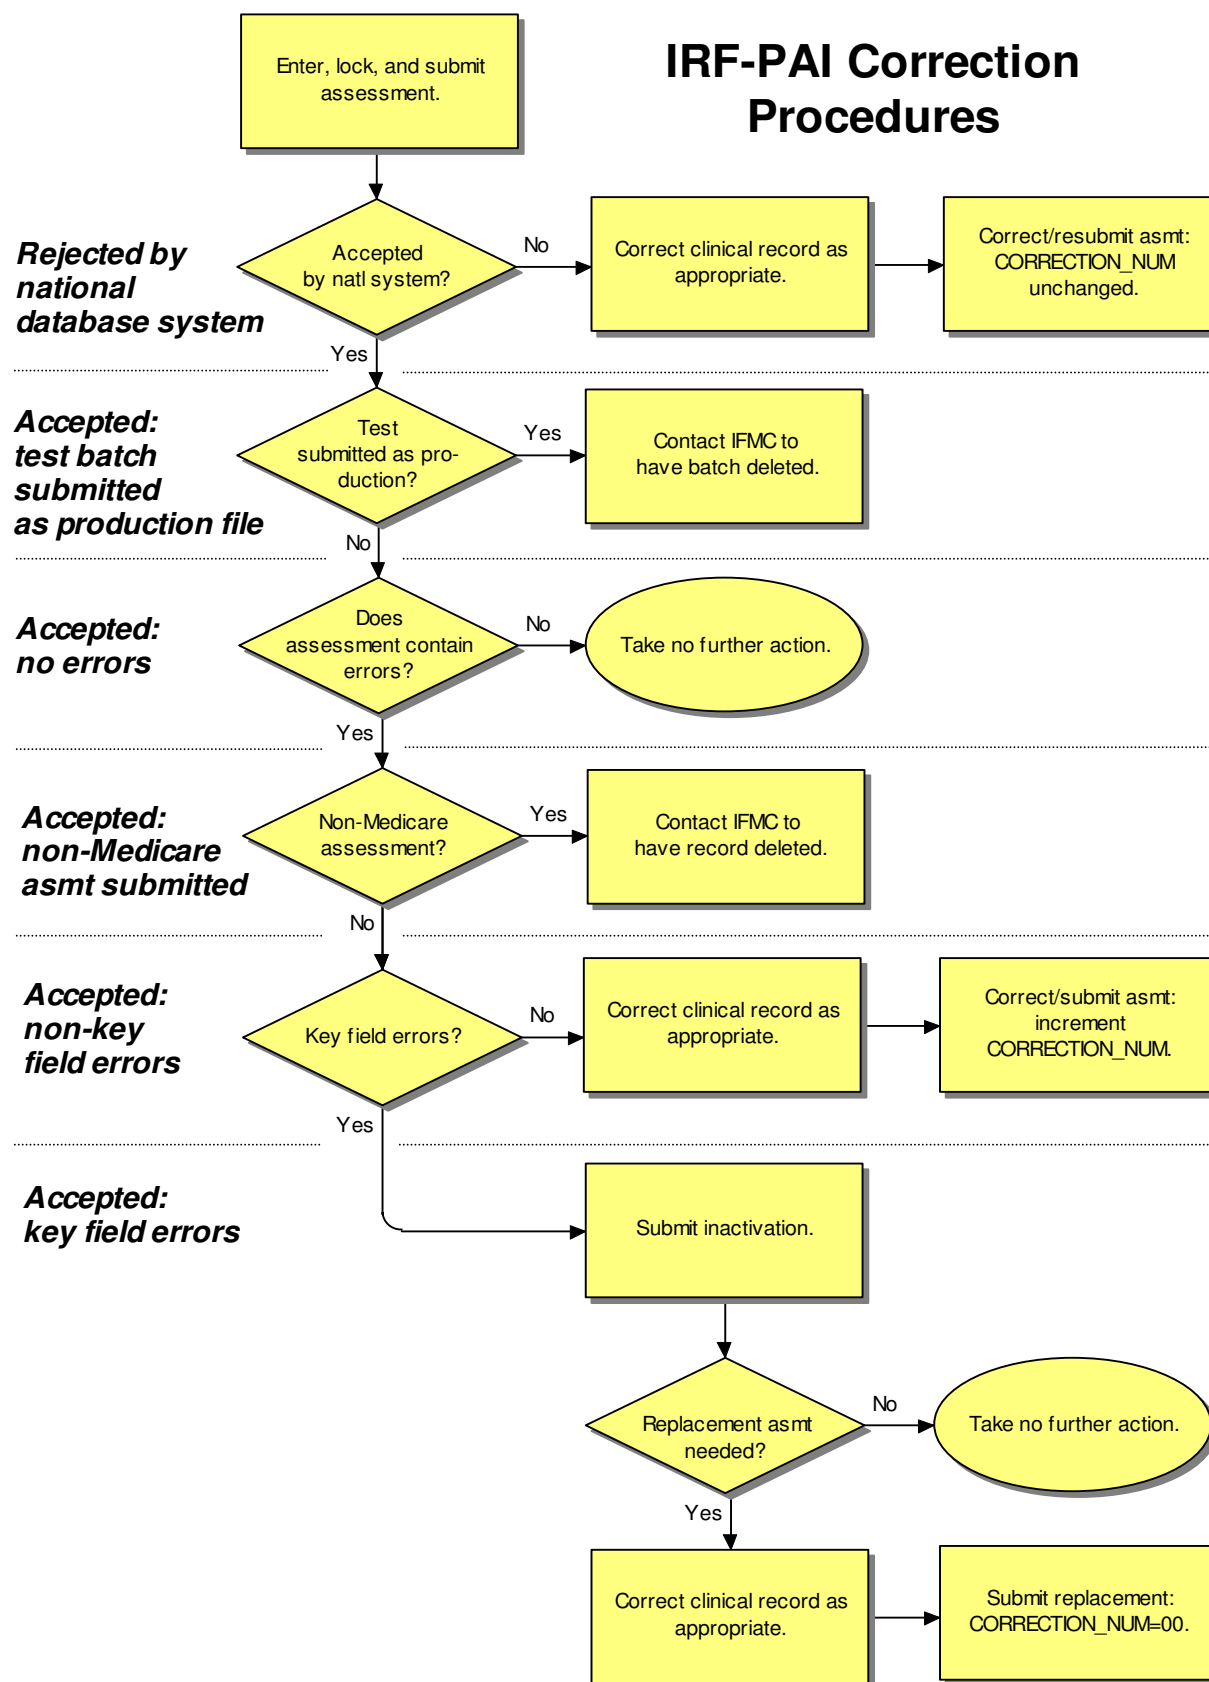 IRF-PAI Correction
Procedures
Enter, lock, and submit
assessment.
Rejected by
national
database system
Accepted
by natl system?
No
Correct clinical record as
appropriate.
Correct/resubmit asmt:
CORRECTION_NUM
unchanged.
Yes
Accepted:
test batch
submitted
as production file
Test
submitted as pro-
duction?
Yes
Contact IFMC to
have batch deleted.
No
Accepted:
no errors
Does
assessment contain
errors?
No
Take no further action.
Yes
Accepted:
non-Medicare
asmt submitted
Non-Medicare
assessment?
Yes
Contact IFMC to
have record deleted.
No
Accepted:
non-key
field errors
Key field errors?
No
Correct clinical record as
appropriate.
Correct/submit asmt:
increment
CORRECTION_NUM.
Yes
Accepted:
key field errors
Submit inactivation.
Replacement asmt
needed?
No
Take no further action.
Yes
Correct clinical record as
appropriate.
Submit replacement:
CORRECTION_NUM=00.